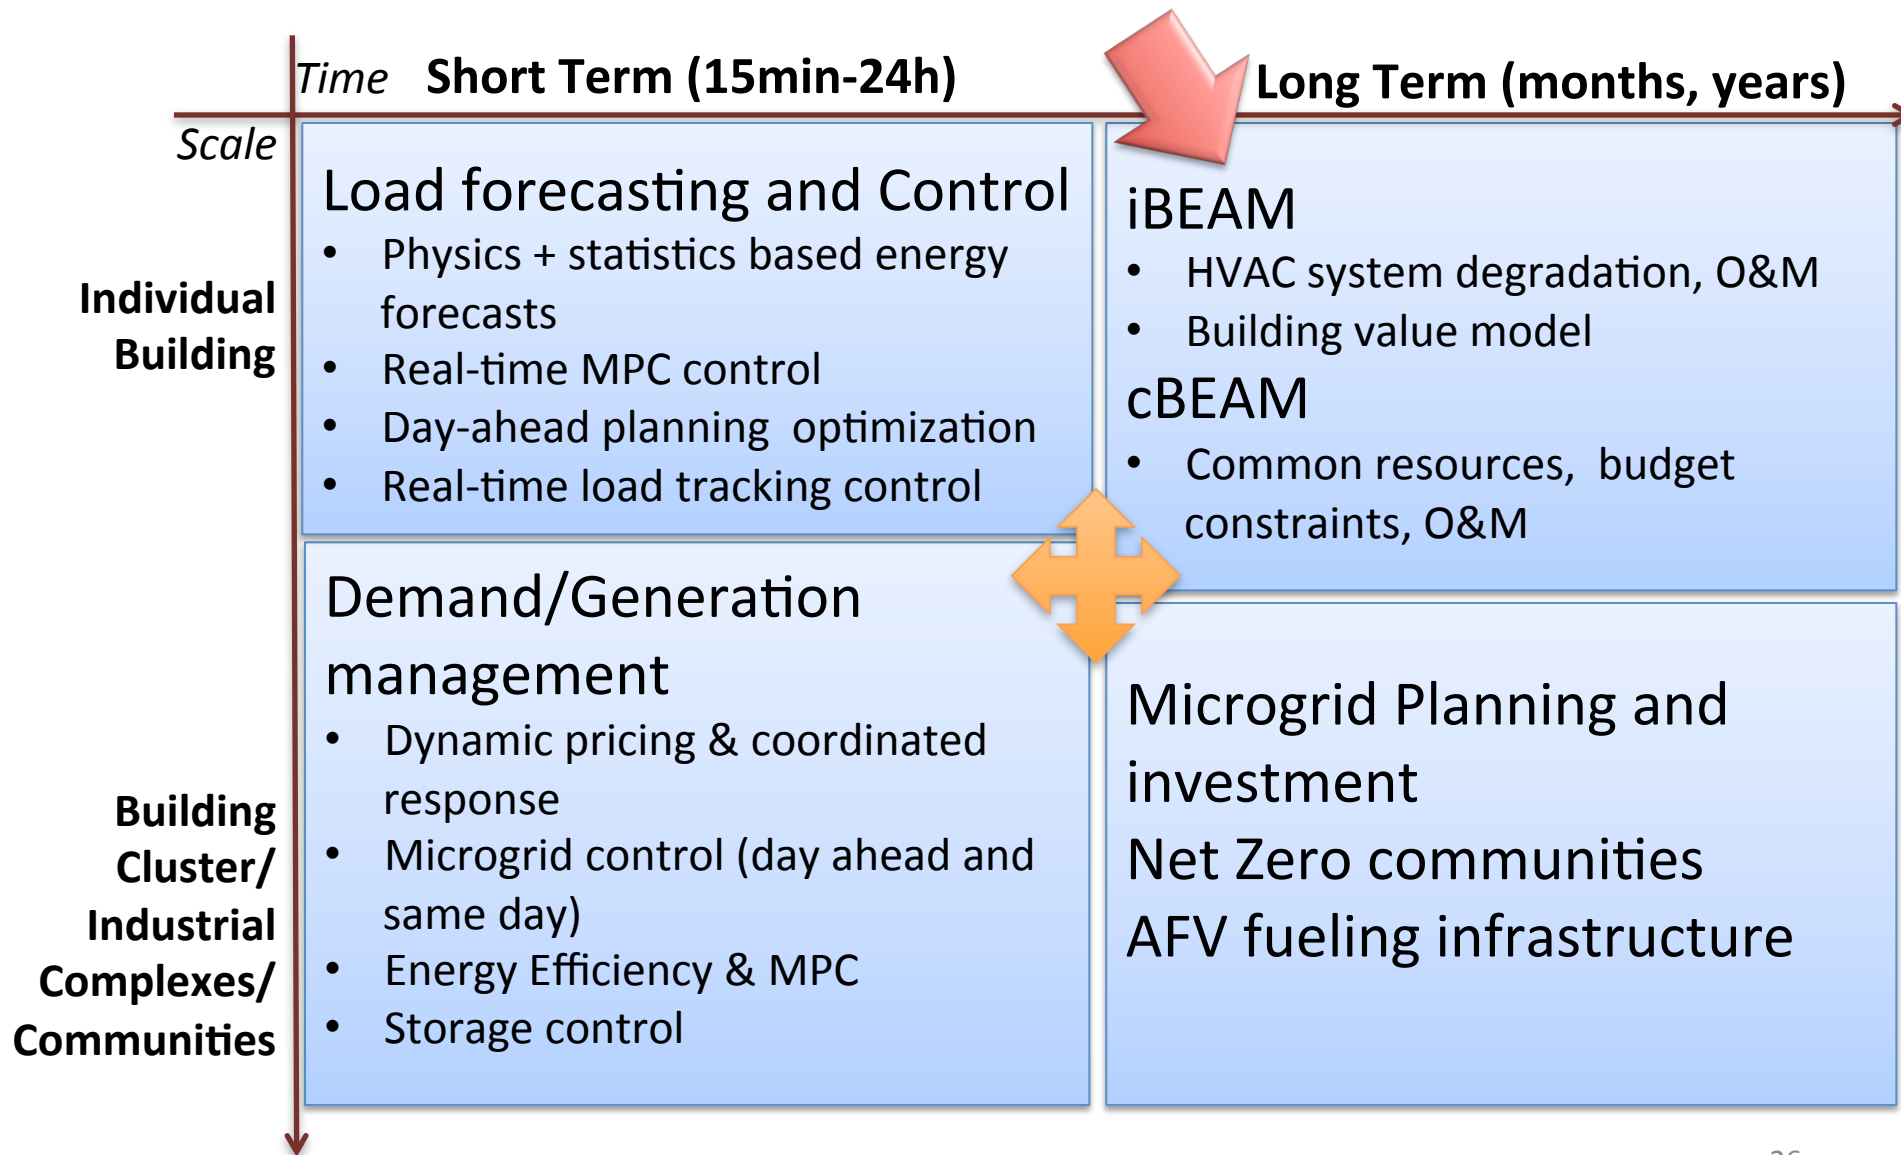 Time Short Term (15min-24h)
Long Term (months, years)
Scale
Individual
Building
Load forecasting and Control
• Physics + statistics based energy
forecasts
• Real-time MPC control
• Day-ahead planning  optimization
• Real-time load tracking control
iBEAM
• HVAC system degradation, O&M
• Building value model
cBEAM
• Common resources,  budget
constraints, O&M
Building
Cluster/
Industrial
Complexes/
Communities
Demand/Generation
management
• Dynamic pricing & coordinated
response
• Microgrid control (day ahead and
same day)
• Energy Efficiency & MPC
• Storage control
Microgrid Planning and
investment
Net Zero communities
AFV fueling infrastructure